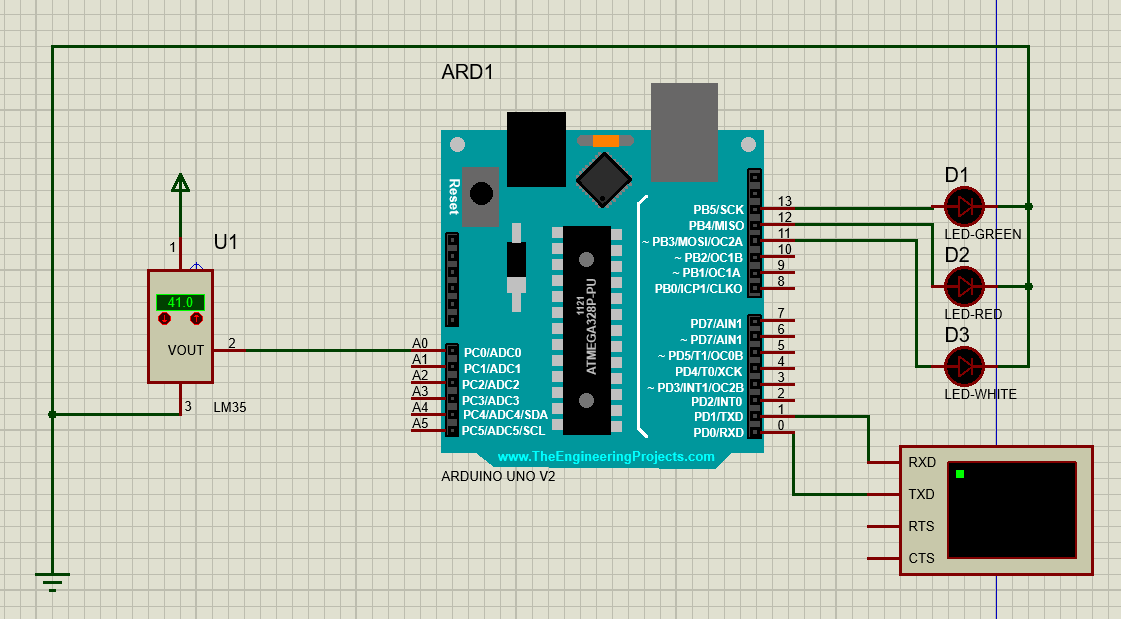 ARD1
Reset
1121
ATMEGA328P-PU
PB5/SCK 13
PB4/MISO 12
~ PB3/MOSI/OC2A 11
~ PB2/OC1B 10
~ PB1/OC1A 9
PB0/ICP1/CLKO 8
PD7/AIN1 7
~ PD7/AIN1 6
~ PD5/T1/OC0B 5
PD4/T0/XCK 4
~ PD3/INT1/OC2B 3
PD2/INT0 2
PD1/TXD 1
PD0/RXD 0
A0 PC0/ADC0
A1 PC1/ADC1
A2 PC2/ADC2
A3 PC3/ADC3
A4 PC4/ADC4/SDA
A5 PC5/ADC5/SCL
www.TheEngineeringProjects.com
ARDUINO UNO V2
U1
1
41.0
VOUT 2
3
LM35
D1
LED-GREEN
D2
LED-RED
D3
LED-WHITE
RXD
TXD
RTS
CTS